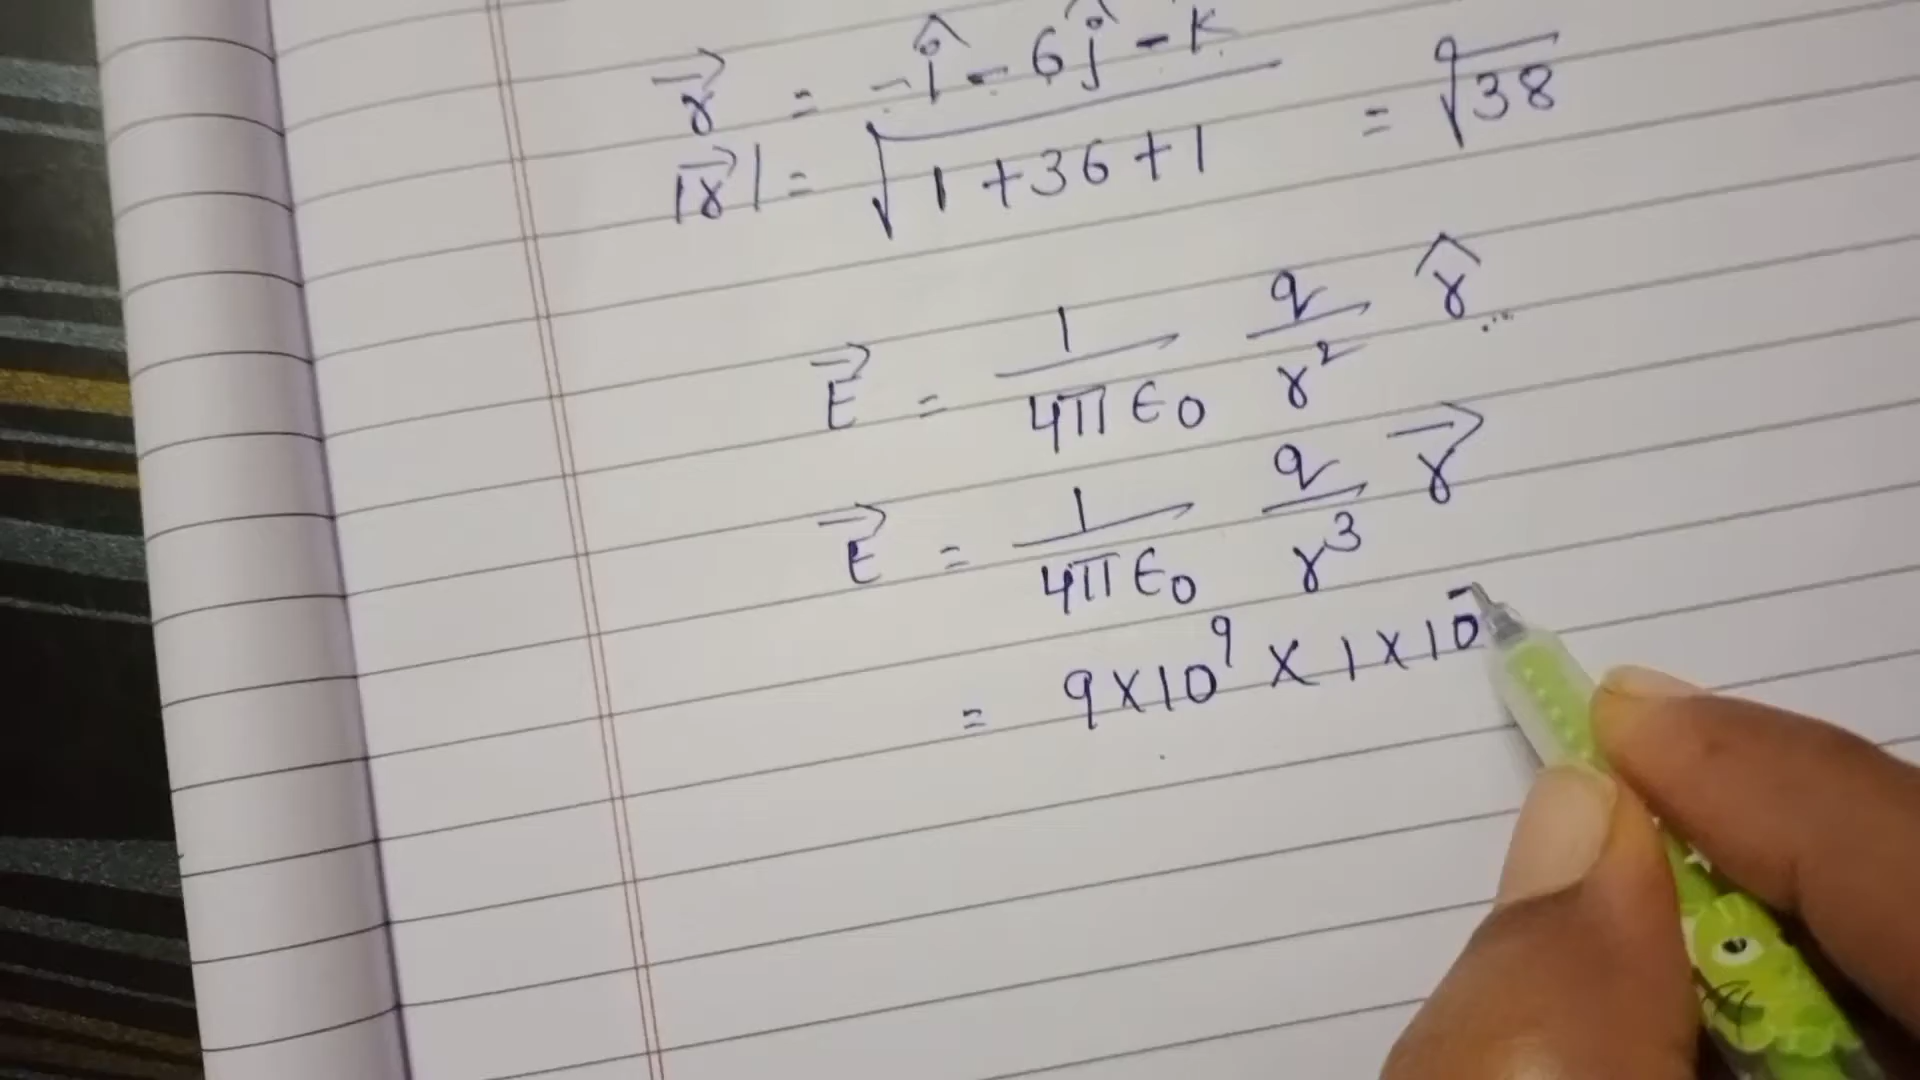 r⃗ = -î - 6ĵ - k
|r⃗| = √(1+36+1) = √38
E⃗ = 1/4πϵ0 q/r² r̂
E⃗ = 1/4πϵ0 q/r³ r⃗
= 9×10⁹ × 1×10⁻